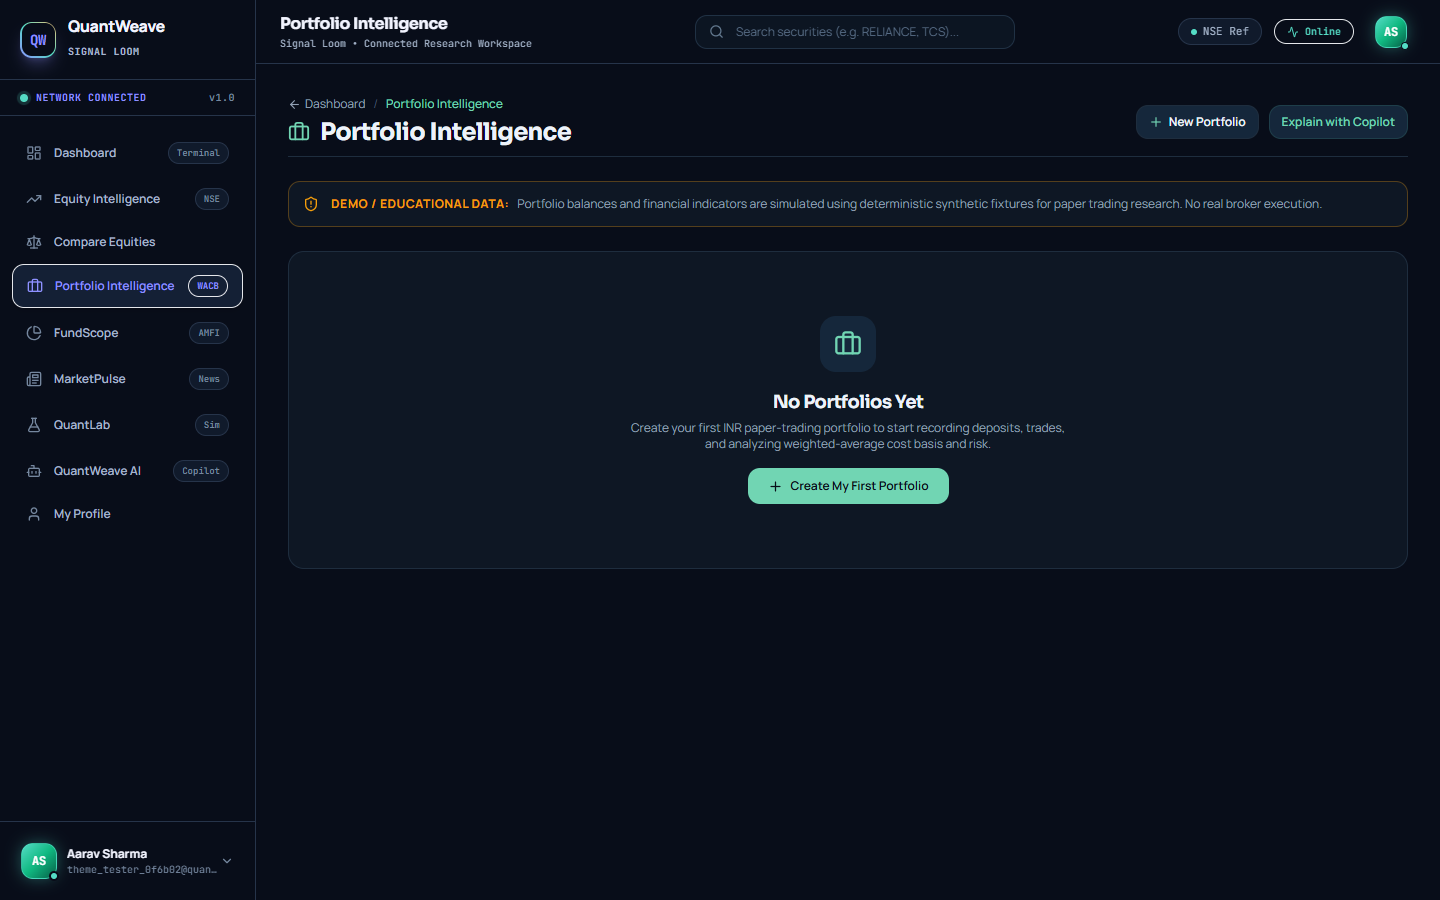 QW
QuantWeave
SIGNAL LOOM
NETWORK CONNECTED
v1.0
Dashboard
Terminal
Equity Intelligence
NSE
Compare Equities
Portfolio Intelligence
WACB
FundScope
AMFI
MarketPulse
News
QuantLab
Sim
QuantWeave AI
Copilot
My Profile
AS
Aarav Sharma
theme_tester_0f6b02@quan…
Portfolio Intelligence
Signal Loom • Connected Research Workspace
Search securities (e.g. RELIANCE, TCS)...
NSE Ref
Online
AS
Dashboard / Portfolio Intelligence
Portfolio Intelligence
New Portfolio
Explain with Copilot
DEMO / EDUCATIONAL DATA: Portfolio balances and financial indicators are simulated using deterministic synthetic fixtures for paper trading research. No real broker execution.
No Portfolios Yet
Create your first INR paper-trading portfolio to start recording deposits, trades,
and analyzing weighted-average cost basis and risk.
Create My First Portfolio